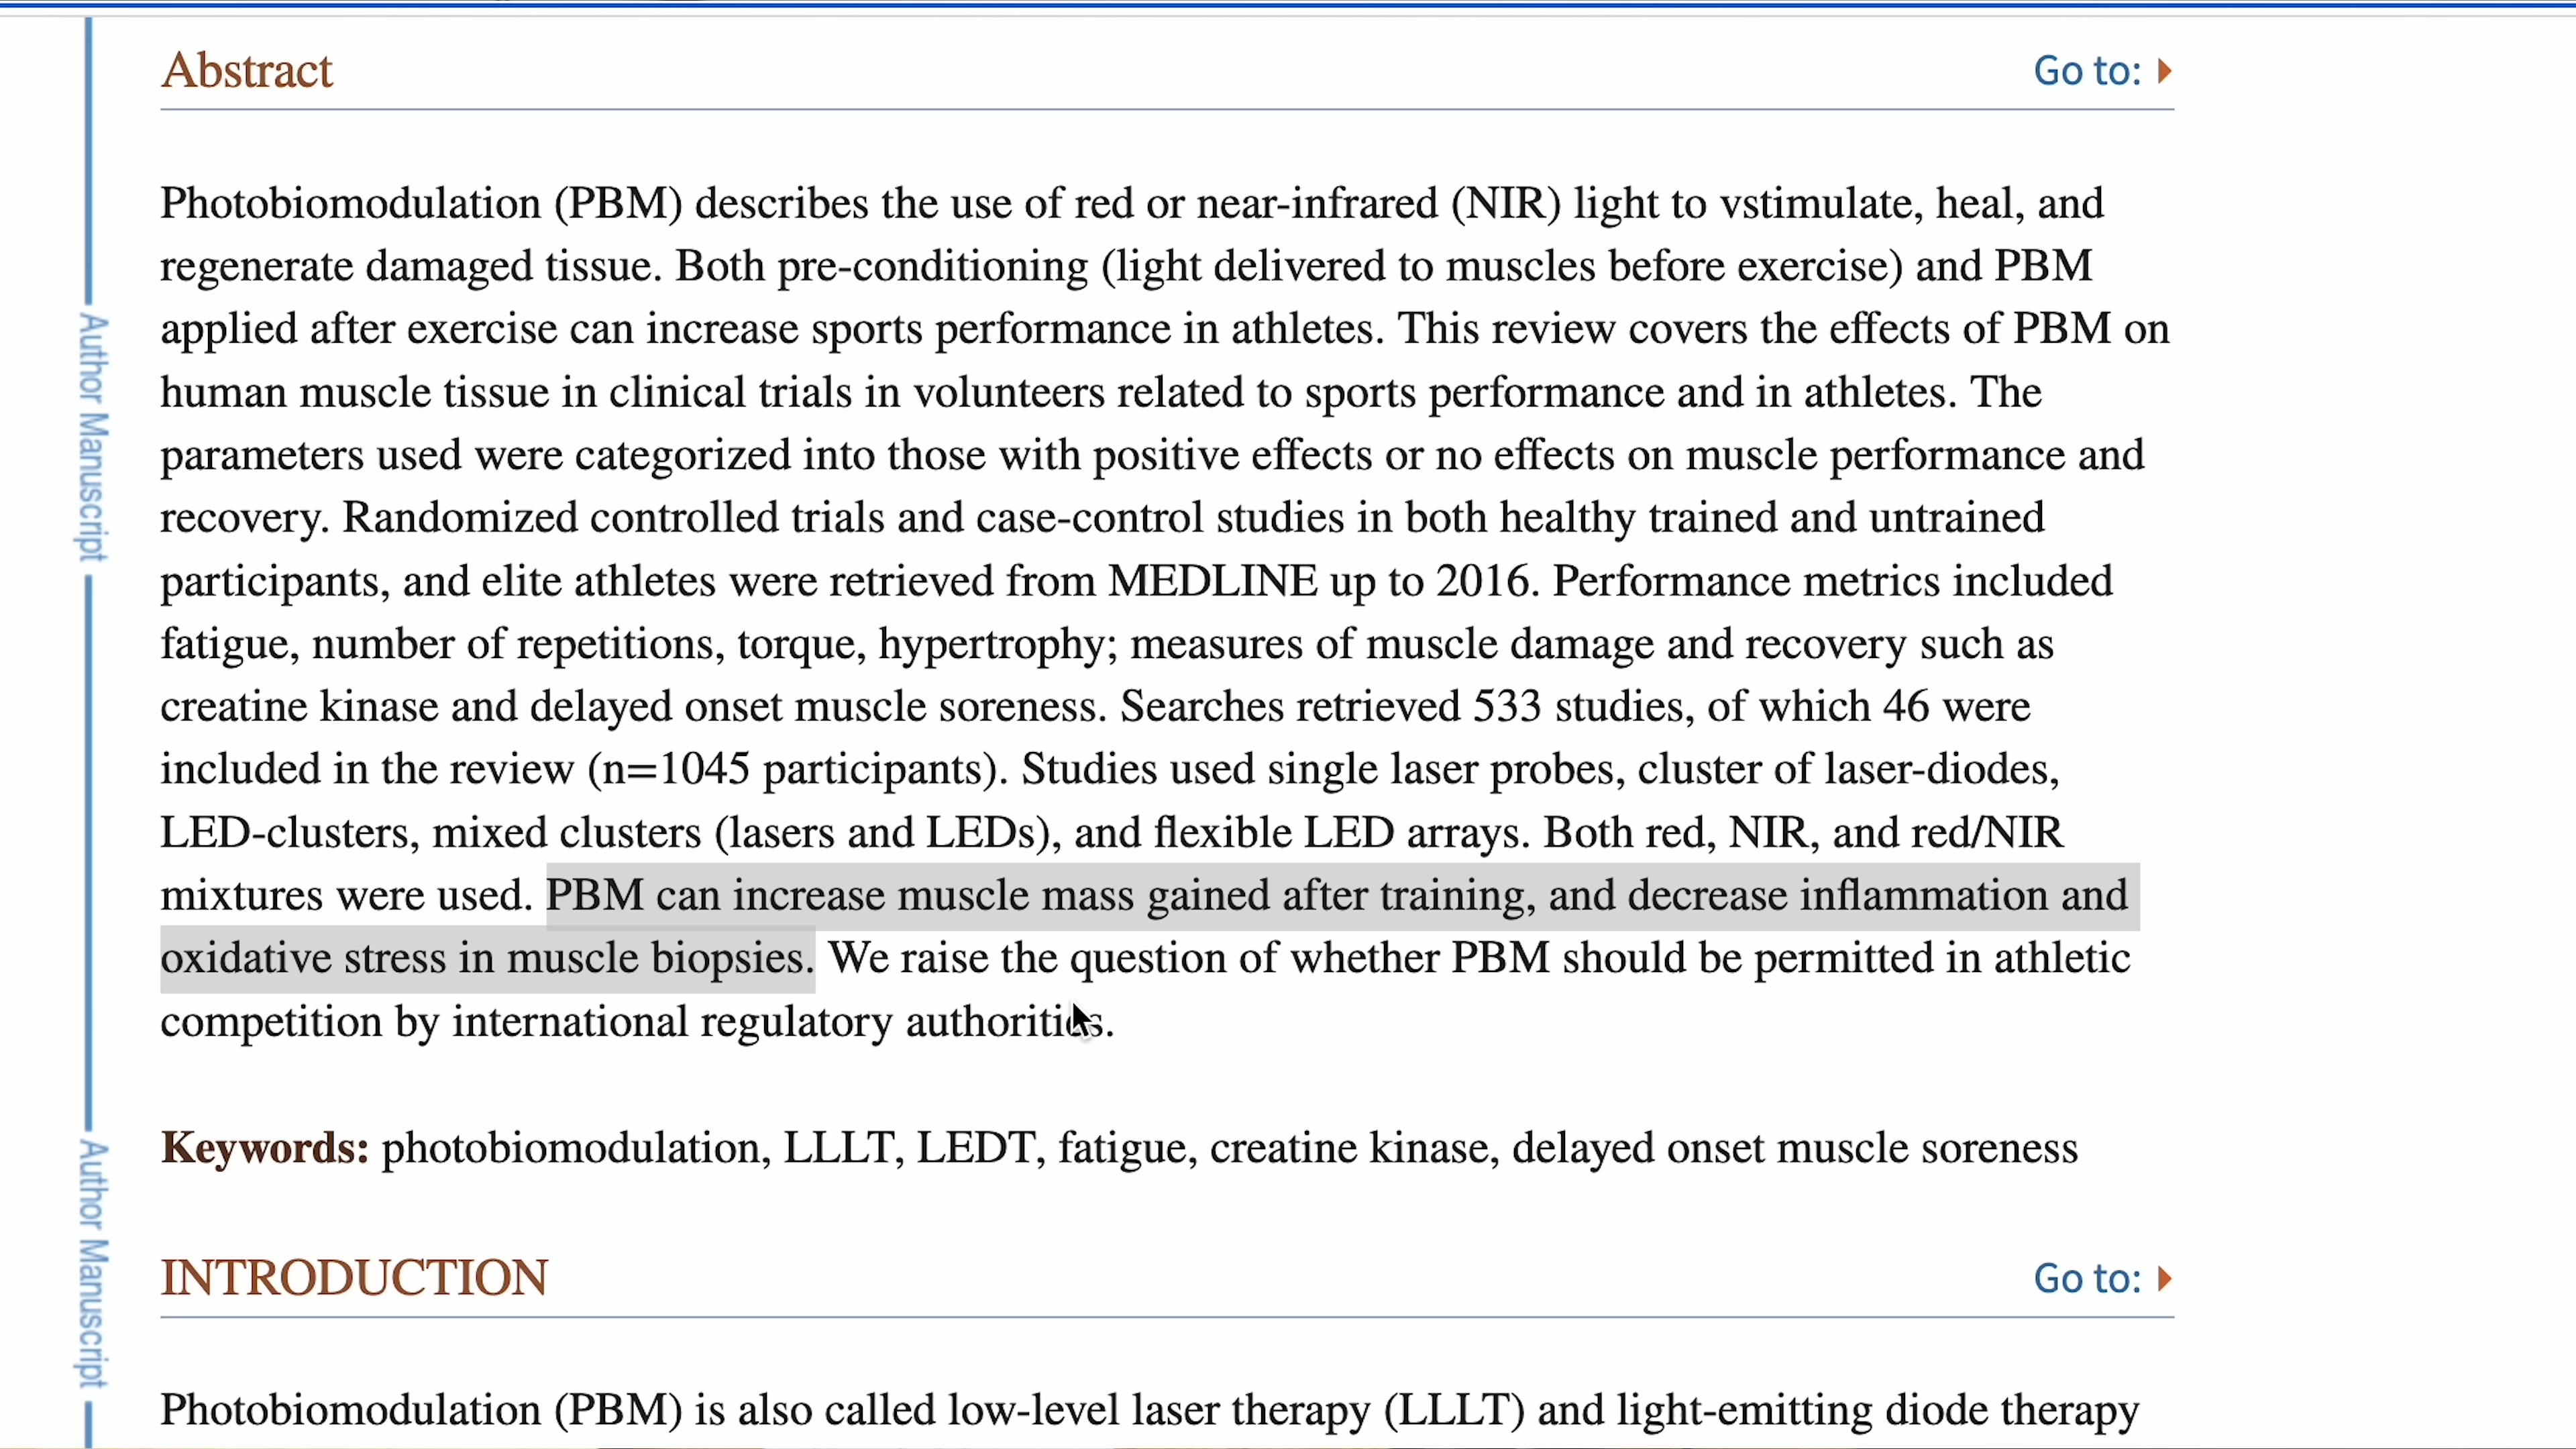 Abstract
Go to:
Photobiomodulation (PBM) describes the use of red or near-infrared (NIR) light to vstimulate, heal, and
regenerate damaged tissue. Both pre-conditioning (light delivered to muscles before exercise) and PBM
applied after exercise can increase sports performance in athletes. This review covers the effects of PBM on
human muscle tissue in clinical trials in volunteers related to sports performance and in athletes. The
parameters used were categorized into those with positive effects or no effects on muscle performance and
recovery. Randomized controlled trials and case-control studies in both healthy trained and untrained
participants, and elite athletes were retrieved from MEDLINE up to 2016. Performance metrics included
fatigue, number of repetitions, torque, hypertrophy; measures of muscle damage and recovery such as
creatine kinase and delayed onset muscle soreness. Searches retrieved 533 studies, of which 46 were
included in the review (n=1045 participants). Studies used single laser probes, cluster of laser-diodes,
LED-clusters, mixed clusters (lasers and LEDs), and flexible LED arrays. Both red, NIR, and red/NIR
mixtures were used. PBM can increase muscle mass gained after training, and decrease inflammation and
oxidative stress in muscle biopsies. We raise the question of whether PBM should be permitted in athletic
competition by international regulatory authorities.
Keywords: photobiomodulation, LLLT, LEDT, fatigue, creatine kinase, delayed onset muscle soreness
INTRODUCTION
Go to:
Photobiomodulation (PBM) is also called low-level laser therapy (LLLT) and light-emitting diode therapy
Author Manuscript
Author Manuscript